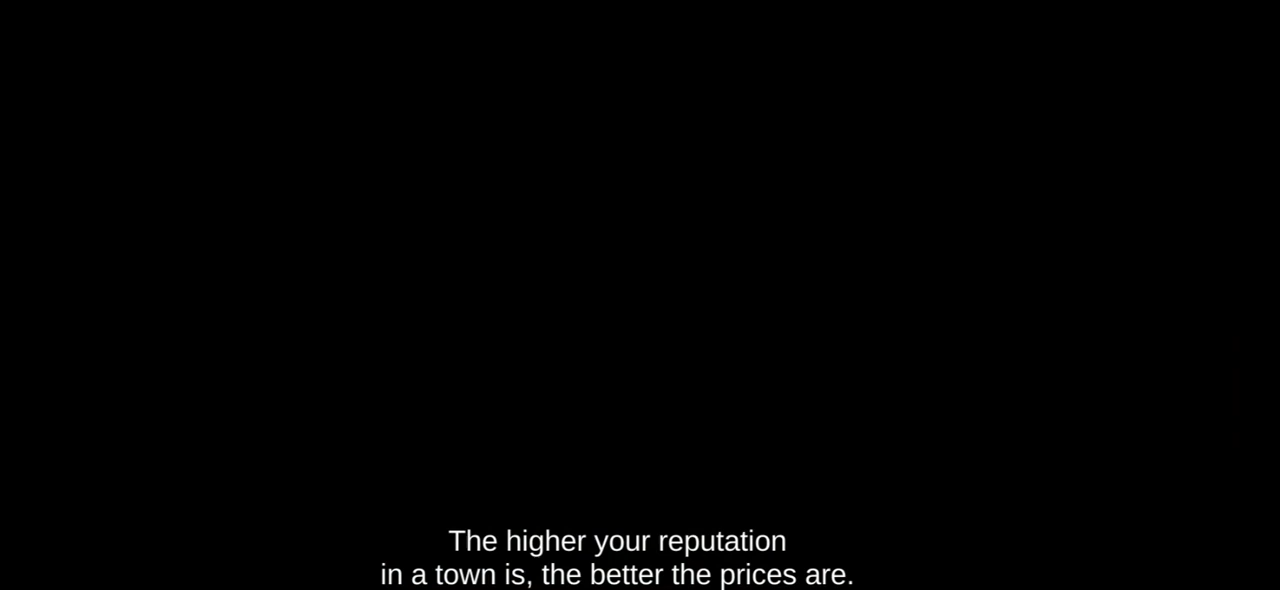 The higher your reputation
in a town is, the better the prices are.